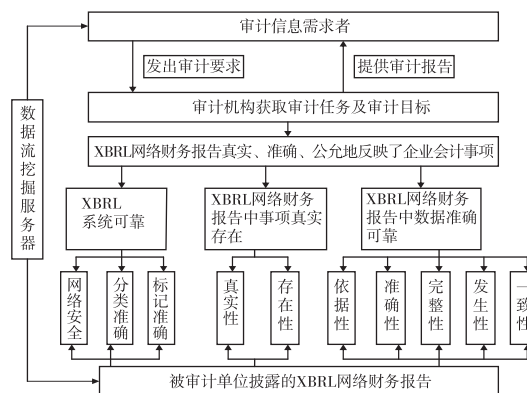 审计信息需求者
发出审计要求
提供审计报告
审计机构获取审计任务及审计目标
数据流挖掘服务器
XBRL网络财务报告真实、准确、公允地反映了企业会计事项
XBRL
系统可靠
XBRL网络财务
报告中事项真实
存在
XBRL网络财务
报告中数据准确
可靠
网络安全
分类准确
标记准确
真实性
存在性
依据性
准确性
完整性
发生性
一致性
被审计单位披露的XBRL网络财务报告